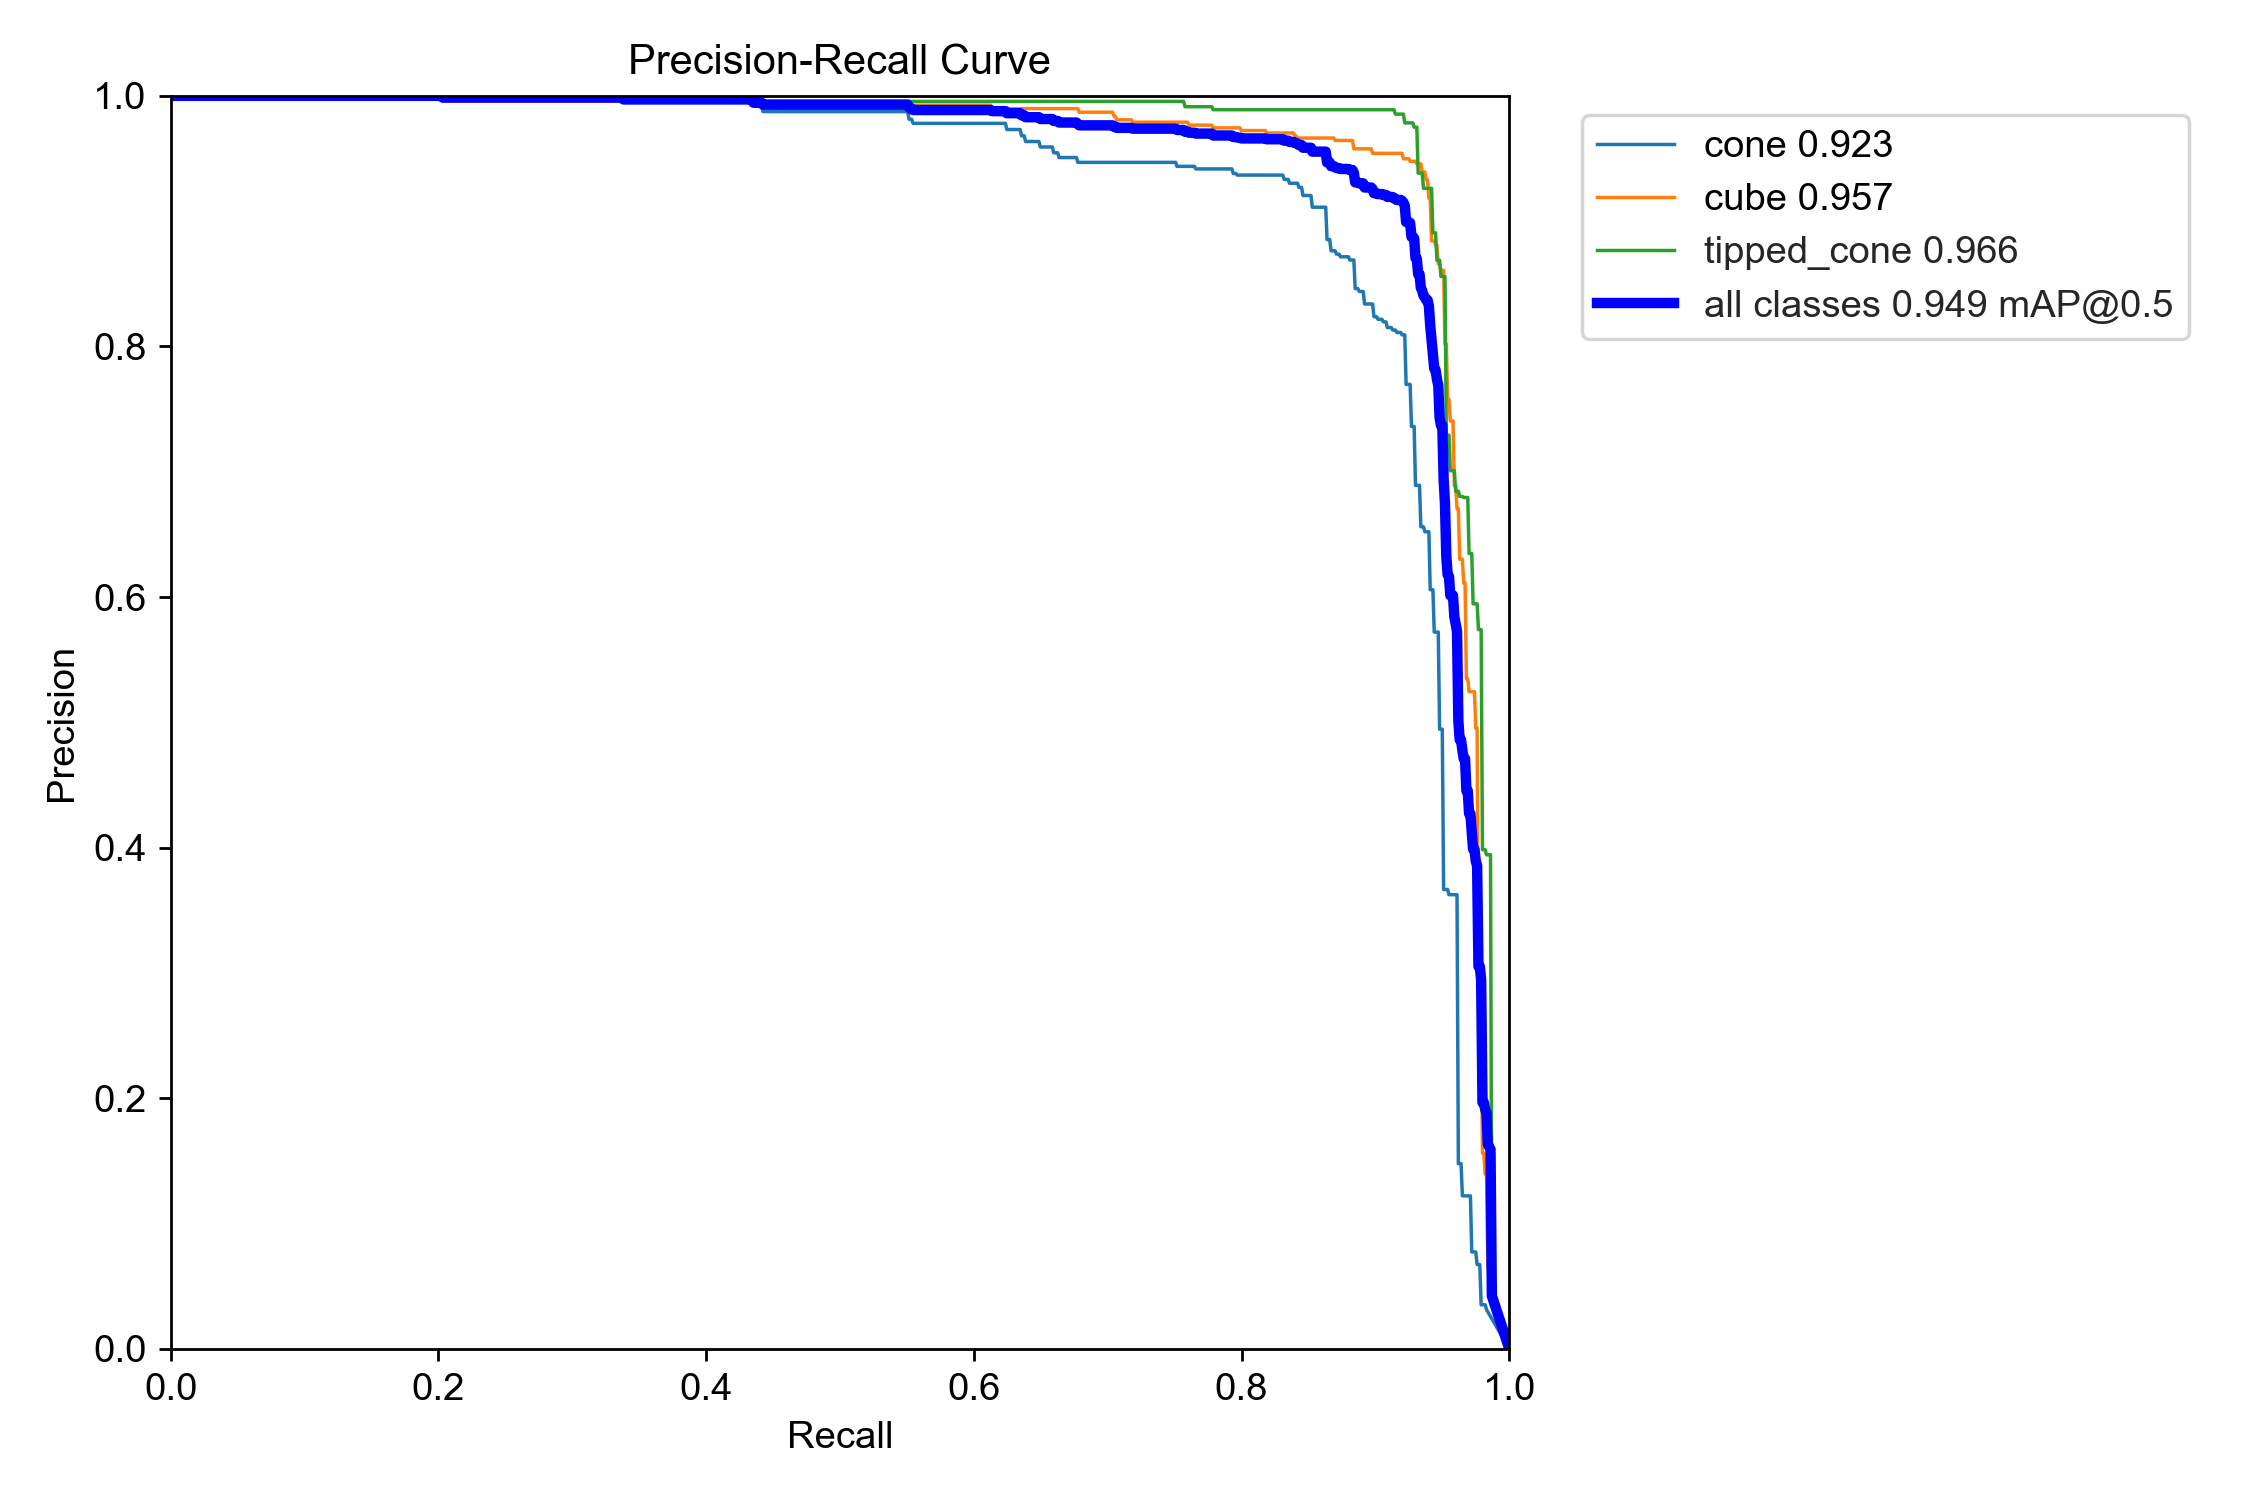 Precision-Recall Curve
1.0
0.8
0.6
0.4
0.2
0.0
Precision
0.0 0.2 0.4 0.6 0.8 1.0
Recall
cone 0.923
cube 0.957
tipped_cone 0.966
all classes 0.949 mAP@0.5